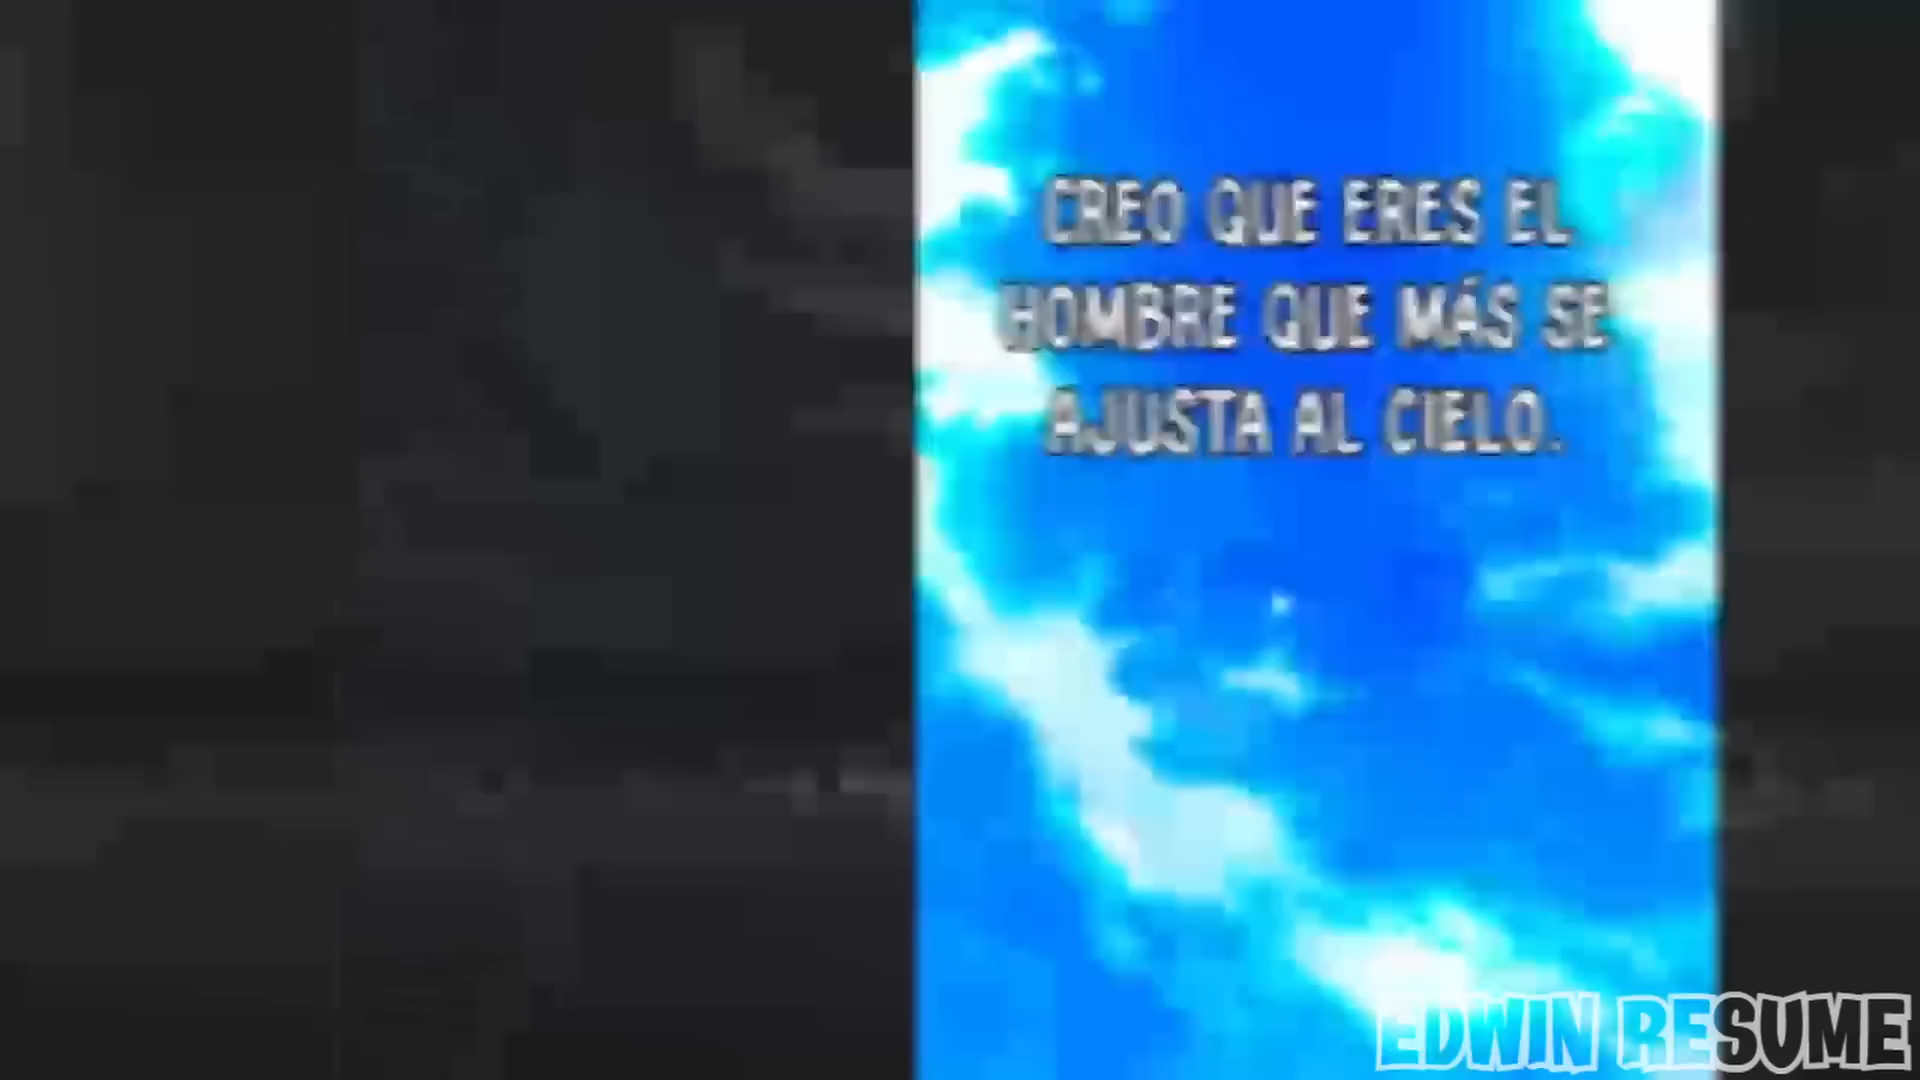 CREO QUE ERES EL
HOMBRE QUE MÁS SE
AJUSTA AL CIELO.
EDWIN RESUME